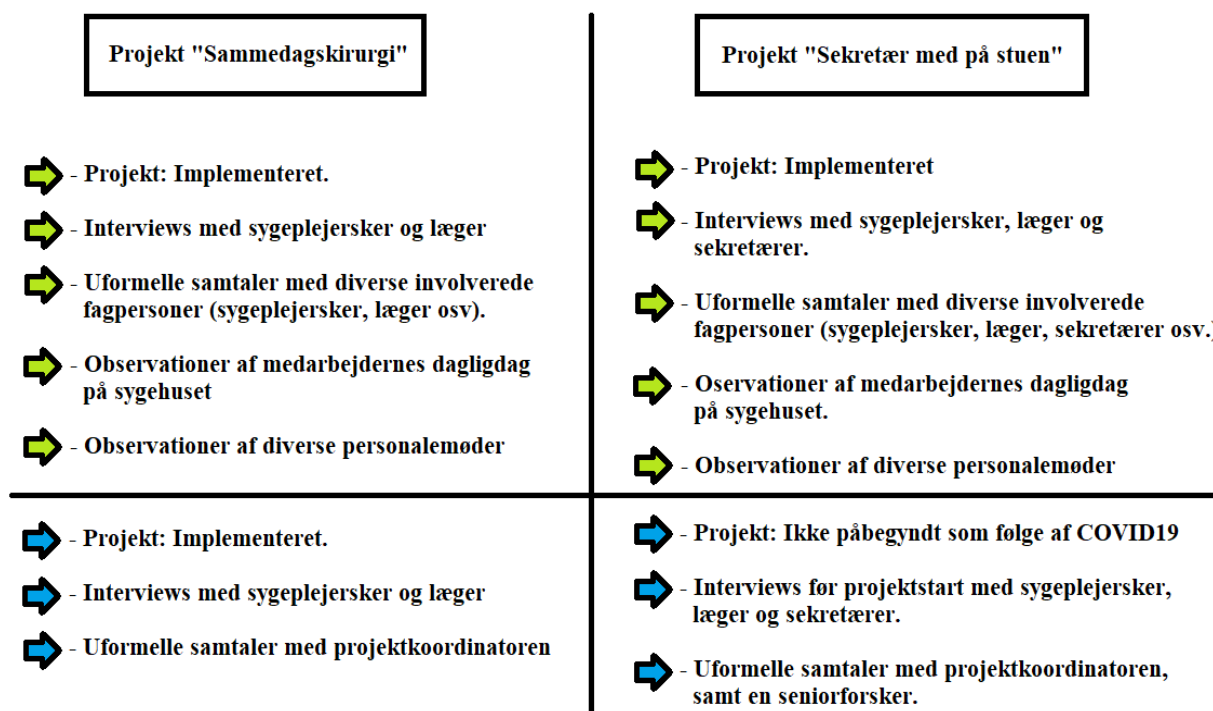 Projekt "Sammedagskirurgi"
- Projekt: Implementeret.
- Interviews med sygeplejersker og læger
- Uformelle samtaler med diverse involverede
fagpersoner (sygeplejersker, læger osv).
- Observationer af medarbejdernes dagligdag
på sygehuset
- Observationer af diverse personalemøder
Projekt "Sekretær med på stuen"
- Projekt: Implementeret
- Interviews med sygeplejersker, læger og
sekretærer.
- Uformelle samtaler med diverse involverede
fagpersoner (sygeplejersker, læger, sekretærer osv.)
- Oservationer af medarbejdernes dagligdag
på sygehuset.
- Observationer af diverse personalemøder
- Projekt: Implementeret.
- Interviews med sygeplejersker og læger
- Uformelle samtaler med projektkoordinatoren
- Projekt: Ikke påbegyndt som følge af COVID19
- Interviews før projektstart med sygeplejersker,
læger og sekretærer.
- Uformelle samtaler med projektkoordinatoren,
samt en seniorforsker.